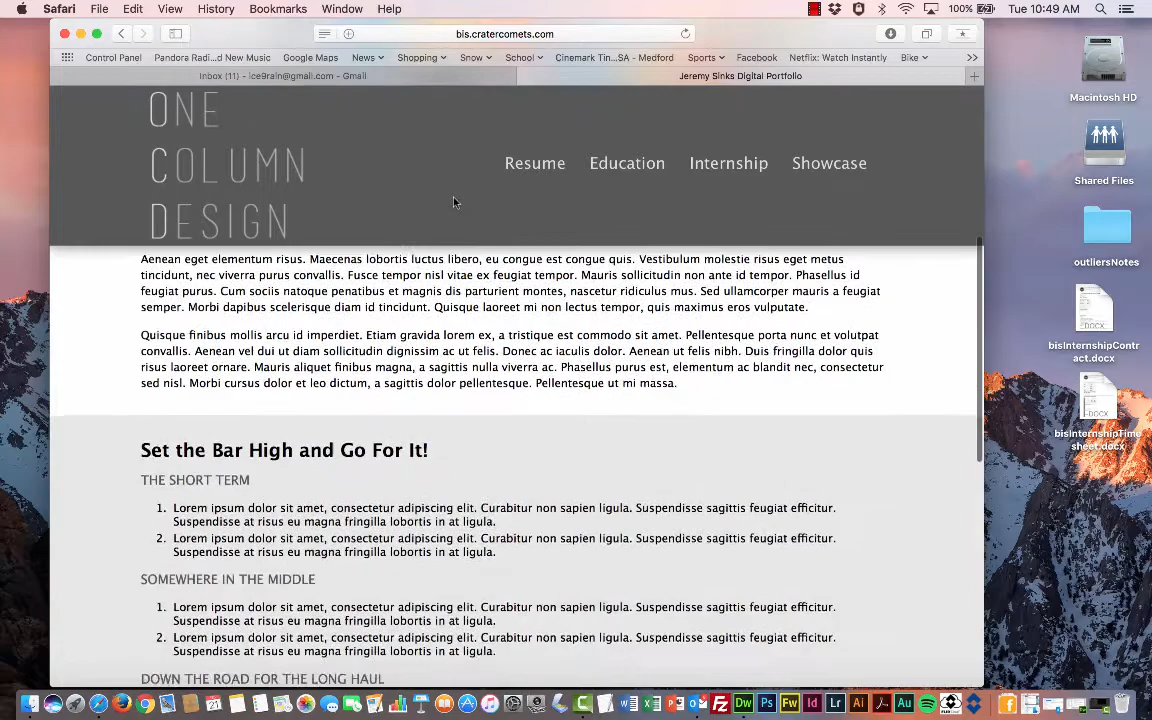 Safari File Edit View History Bookmarks Window Help 100% Tue 10:49 AM
bis.cratercomets.com
Control Panel Pandora Radi...d New Music Google Maps News Shopping Snow School Cinemark Tin...SA - Medford Sports Facebook Netflix: Watch Instantly Bike
Inbox (11) - ice9rain@gmail.com - Gmail Jeremy Sinks Digital Portfolio
ONE
COLUMN
DESIGN
Resume Education Internship Showcase
Aenean eget elementum risus. Maecenas lobortis luctus libero, eu congue est congue quis. Vestibulum molestie risus eget metus
tincidunt, nec viverra purus convallis. Fusce tempor nisl vitae ex feugiat tempor. Mauris sollicitudin non ante id tempor. Phasellus id
feugiat purus. Cum sociis natoque penatibus et magnis dis parturient montes, nascetur ridiculus mus. Sed ullamcorper mauris a feugiat
semper. Morbi dapibus scelerisque diam id tincidunt. Quisque laoreet mi non lectus tempor, quis maximus eros vulputate.
Quisque finibus mollis arcu id imperdiet. Etiam gravida lorem ex, a tristique est commodo sit amet. Pellentesque porta nunc et volutpat
convallis. Aenean vel dui ut diam sollicitudin dignissim ac ut felis. Donec ac iaculis dolor. Aenean ut felis nibh. Duis fringilla dolor quis
risus laoreet ornare. Mauris aliquet finibus magna, a sagittis nulla viverra ac. Phasellus purus est, elementum ac blandit nec, consectetur
sed nisl. Morbi cursus dolor et leo dictum, a sagittis dolor pellentesque. Pellentesque ut mi massa.
Set the Bar High and Go For It!
THE SHORT TERM
1. Lorem ipsum dolor sit amet, consectetur adipiscing elit. Curabitur non sapien ligula. Suspendisse sagittis feugiat efficitur.
Suspendisse at risus eu magna fringilla lobortis in at ligula.
2. Lorem ipsum dolor sit amet, consectetur adipiscing elit. Curabitur non sapien ligula. Suspendisse sagittis feugiat efficitur.
Suspendisse at risus eu magna fringilla lobortis in at ligula.
SOMEWHERE IN THE MIDDLE
1. Lorem ipsum dolor sit amet, consectetur adipiscing elit. Curabitur non sapien ligula. Suspendisse sagittis feugiat efficitur.
Suspendisse at risus eu magna fringilla lobortis in at ligula.
2. Lorem ipsum dolor sit amet, consectetur adipiscing elit. Curabitur non sapien ligula. Suspendisse sagittis feugiat efficitur.
Suspendisse at risus eu magna fringilla lobortis in at ligula.
DOWN THE ROAD FOR THE LONG HAUL
Macintosh HD
Shared Files
outliersNotes
DOCX
bisInternshipContr
act.docx
DOCX
bisInternshipTime
sheet.docx
Dw Ps Fw Id Lr Ai Au